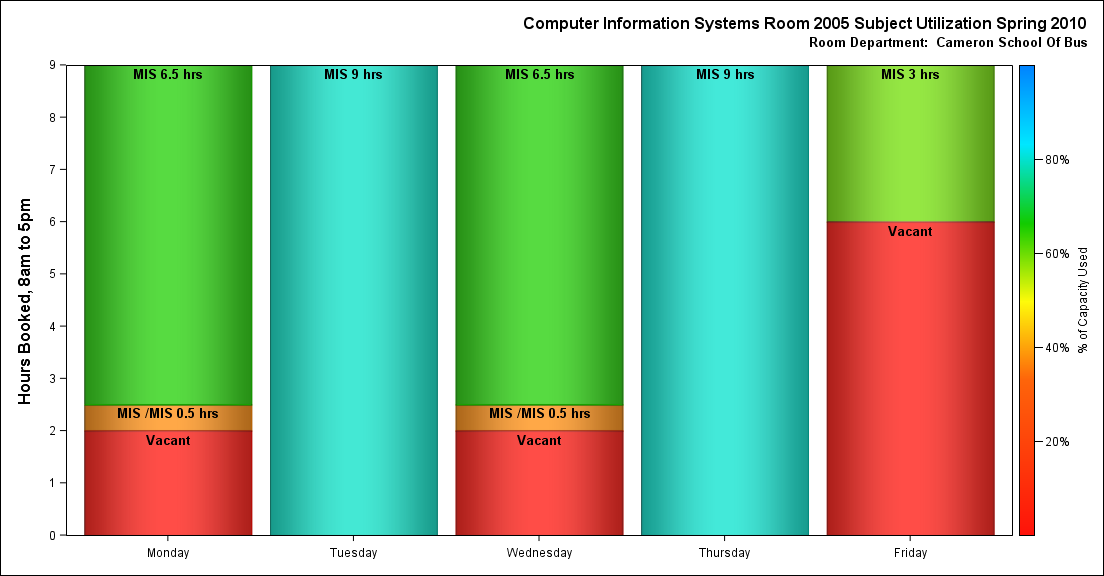 Computer Information Systems Room 2005 Subject Utilization Spring 2010
Room Department:  Cameron School Of Bus
Hours Booked, 8am to 5pm
9
8
7
6
5
4
3
2
1
0
MIS 6.5 hrs
MIS /MIS 0.5 hrs
Vacant
MIS 9 hrs
MIS 6.5 hrs
MIS /MIS 0.5 hrs
Vacant
MIS 9 hrs
MIS 3 hrs
Vacant
Monday
Tuesday
Wednesday
Thursday
Friday
80%
60%
40%
20%
% of Capacity Used